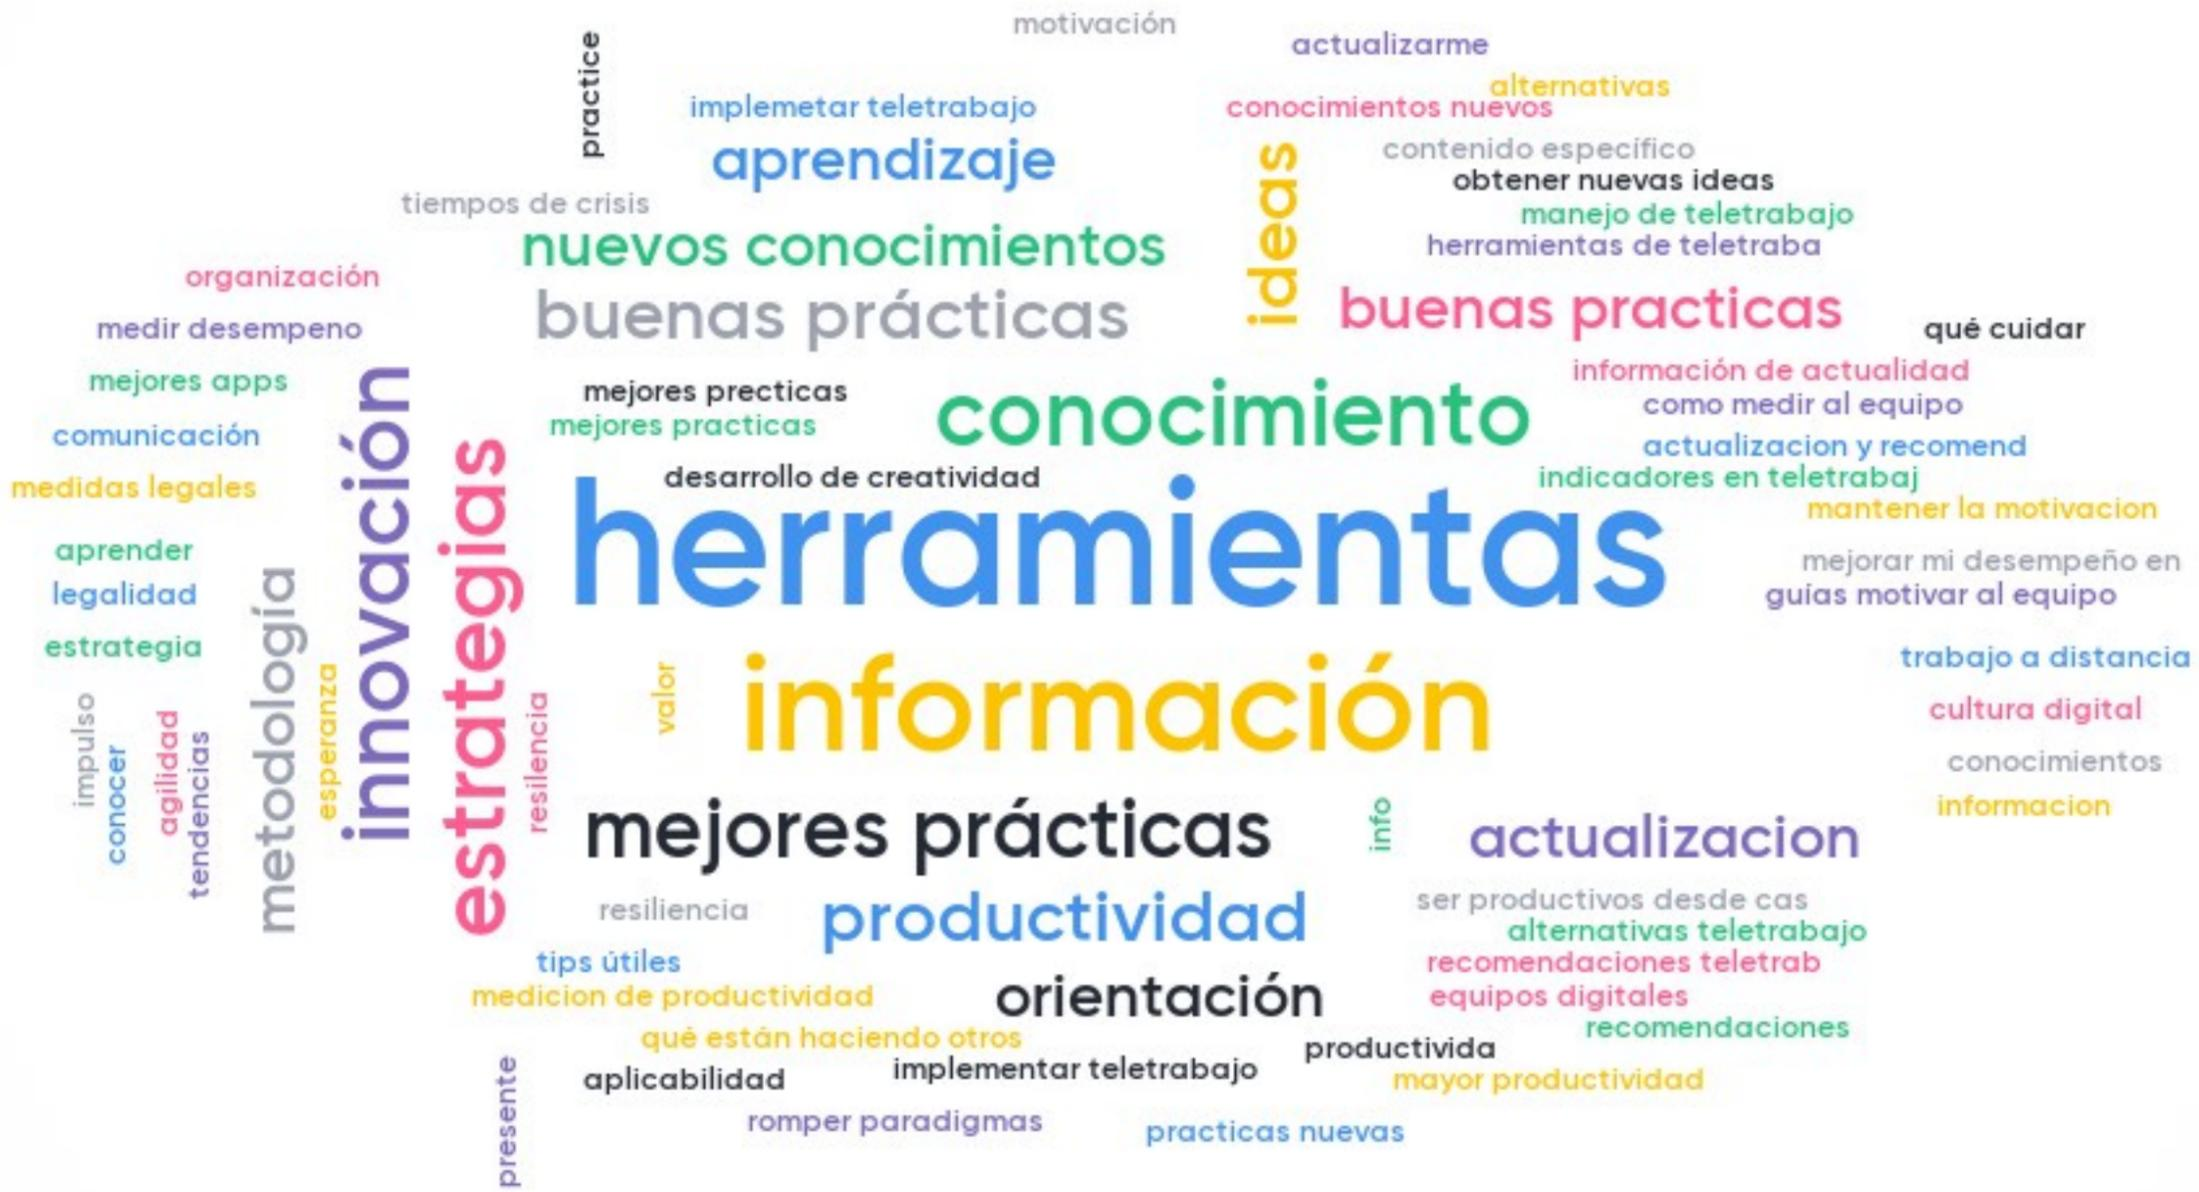 motivación
practice
actualizarme
alternativas
implemetar teletrabajo
conocimientos nuevos
aprendizaje
ideas
contenido específico
obtener nuevas ideas
tiempos de crisis
manejo de teletrabajo
nuevos conocimientos
herramientas de teletraba
organización
buenas prácticas
buenas practicas
medir desempeno
qué cuidar
información de actualidad
mejores apps
innovación
mejores precticas
conocimiento
como medir al equipo
mejores practicas
comunicación
estrategias
actualizacion y recomend
desarrollo de creatividad
indicadores en teletrabaj
medidas legales
herramientas
mantener la motivacion
aprender
mejorar mi desempeño en
legalidad
metodología
guías motivar al equipo
estrategia
esperanza
valor
información
trabajo a distancia
impulso
conocer
agilidad
tendencias
resilencia
cultura digital
conocimientos
informacion
mejores prácticas
info
actualizacion
resiliencia
productividad
ser productivos desde cas
alternativas teletrabajo
tips útiles
recomendaciones teletrab
medicion de productividad
orientación
equipos digitales
recomendaciones
qué están haciendo otros
productivida
presente
aplicabilidad
implementar teletrabajo
mayor productividad
romper paradigmas
practicas nuevas